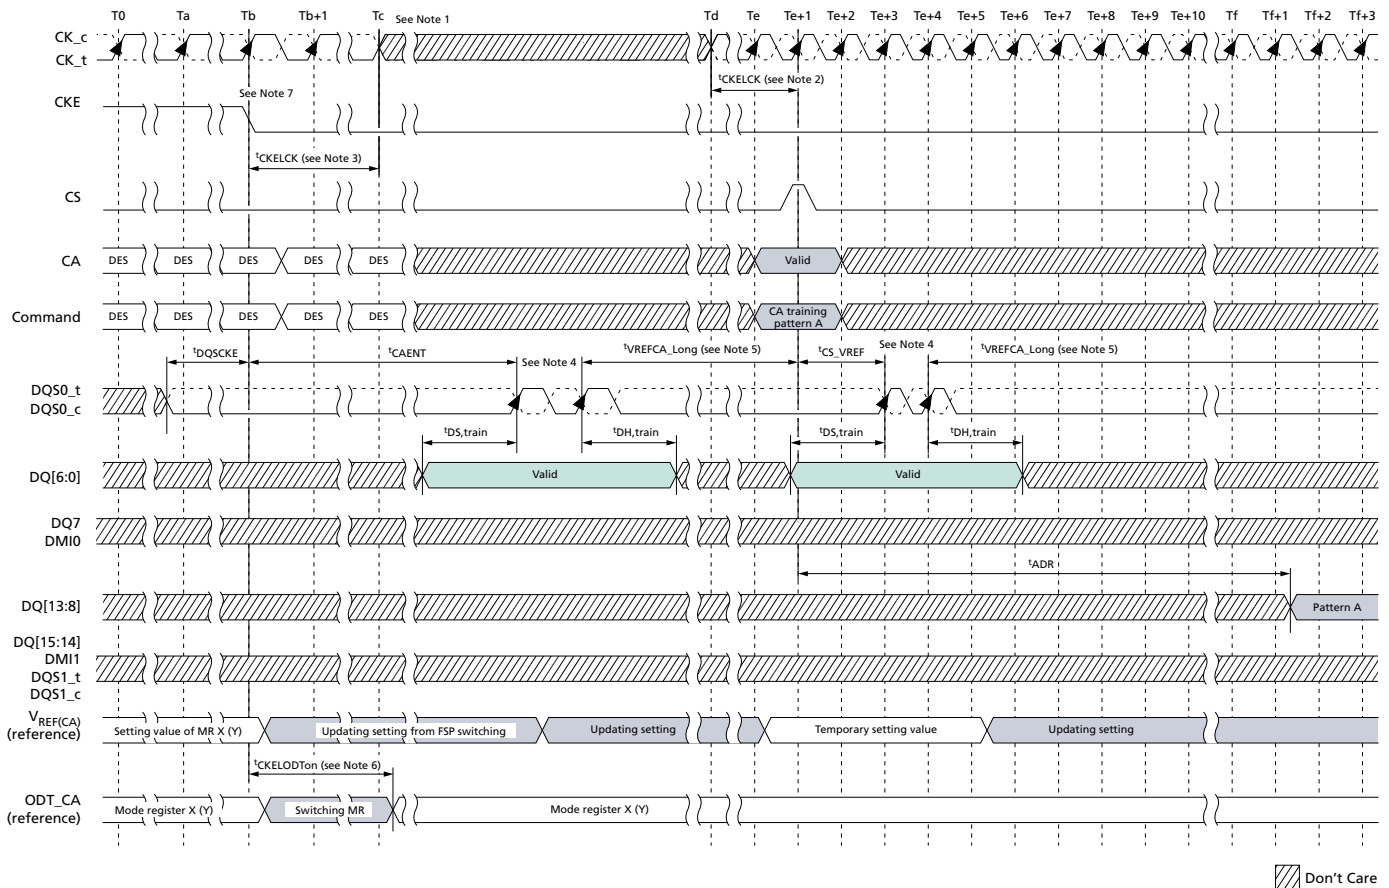 T0 Ta Tb Tb+1 Tc See Note 1 Td Te Te+1 Te+2 Te+3 Te+4 Te+5 Te+6 Te+7 Te+8 Te+9 Te+10 Tf Tf+1 Tf+2 Tf+3
CK_c
CK_t
tCKELCK (see Note 2)
See Note 7
CKE
tCKELCK (see Note 3)
CS
CA DES DES DES DES DES Valid
Command DES DES DES DES DES CA training
pattern A
tDQSCKE tCAENT See Note 4 tVREFCA_Long (see Note 5) tCS_VREF See Note 4 tVREFCA_Long (see Note 5)
DQS0_t
DQS0_c
tDS,train tDH,train tDS,train tDH,train
DQ[6:0] Valid Valid
DQ7
DMI0
tADR
DQ[13:8] Pattern A
DQ[15:14]
DMI1
DQS1_t
DQS1_c
VREF(CA)
(reference) Setting value of MR X (Y) Updating setting from FSP switching Updating setting Temporary setting value Updating setting
tCKELODTon (see Note 6)
ODT_CA
(reference) Mode register X (Y) Switching MR Mode register X (Y)
Don't Care